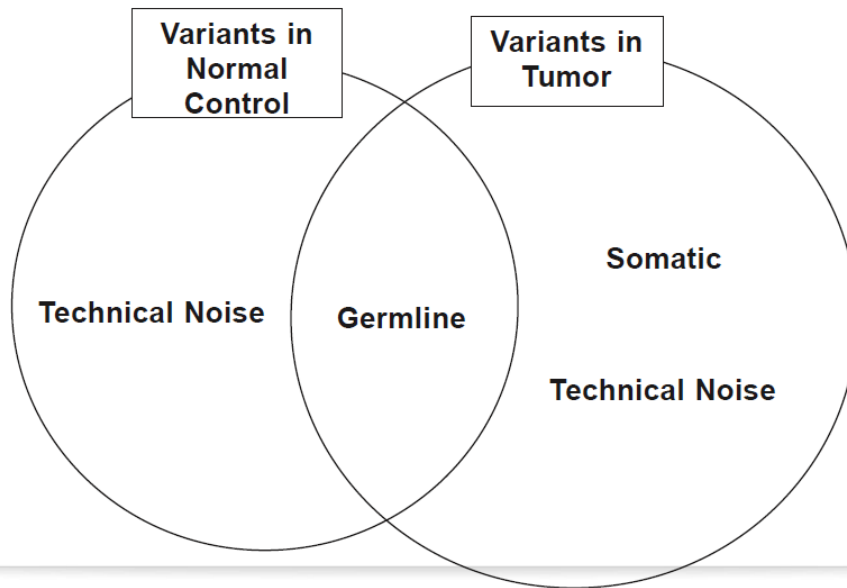 Variants in
Normal
Control
Variants in
Tumor
Somatic
Technical Noise
Germline
Technical Noise